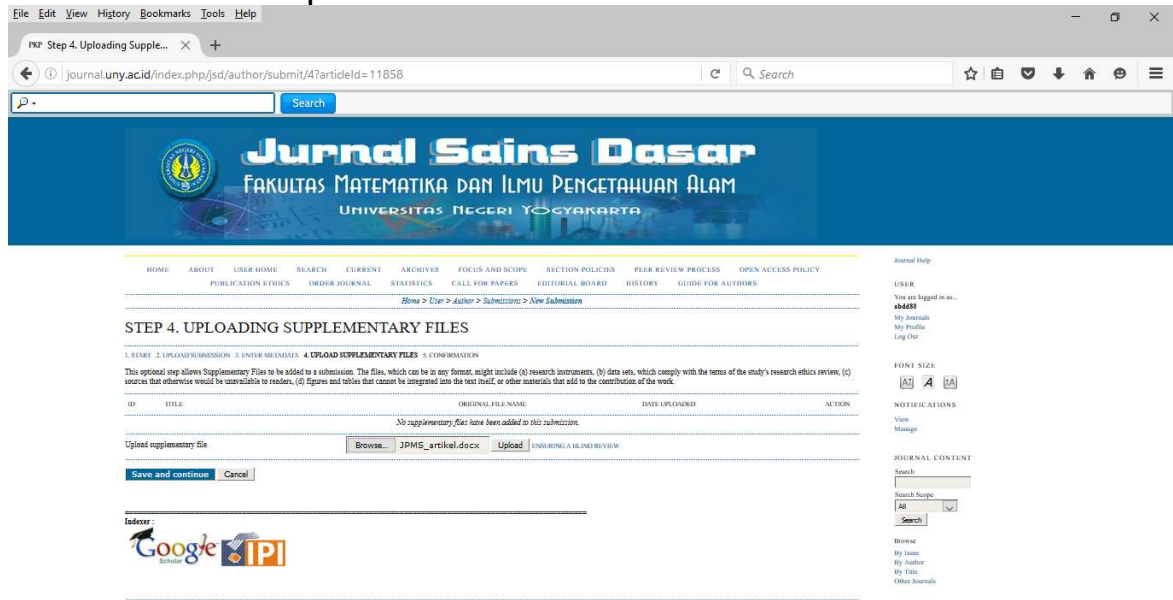 File Edit View History Bookmarks Tools Help
PKP Step 4. Uploading Supple...
journal.uny.ac.id/index.php/jsd/author/submit/4?articleId=11858
Search
Search
Jurnal Sains Dasar
Fakultas Matematika dan Ilmu Pengetahuan Alam
Universitas Negeri Yogyakarta
HOME ABOUT USER HOME SEARCH CURRENT ARCHIVES FOCUS AND SCOPE SECTION POLICIES PEER REVIEW PROCESS OPEN ACCESS POLICY
PUBLICATION ETHICS ORDER JOURNAL STATISTICS CALL FOR PAPERS EDITORIAL BOARD HISTORY GUIDE FOR AUTHORS
Home > User > Author > Submissions > New Submission
STEP 4. UPLOADING SUPPLEMENTARY FILES
1. START 2. UPLOAD SUBMISSION 3. ENTER METADATA 4. UPLOAD SUPPLEMENTARY FILES 5. CONFIRMATION
This optional step allows Supplementary Files to be added to a submission. The files, which can be in any format, might include (a) research instruments, (b) data sets, which comply with the terms of the study's research ethics review, (c)
sources that otherwise would be unavailable to readers, (d) figures and tables that cannot be integrated into the text itself, or other materials that add to the contribution of the work.
ID TITLE ORIGINAL FILE NAME DATE UPLOADED ACTION
No supplementary files have been added to this submission.
Upload supplementary file Browse... JPMS_artikel.docx Upload ENSURING A BLIND REVIEW
Save and continue Cancel
Indexer :
Google Scholar IPI
Journal Help
USER
You are logged in as...
abdd80
My Journals
My Profile
Log Out
FONT SIZE
NOTIFICATIONS
View
Manage
JOURNAL CONTENT
Search
Search Scope
All
Search
Browse
By Issue
By Author
By Title
Other Journals